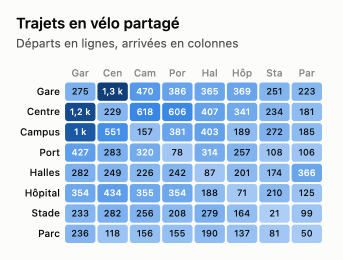 Trajets en vélo partagé
Départs en lignes, arrivées en colonnes
Gar Cen Cam Por Hal Hôp Sta Par
Gare 275 1,3 k 470 386 365 369 251 223
Centre 1,2 k 229 618 606 407 341 234 181
Campus 1 k 551 157 381 403 189 272 185
Port 427 283 320 78 314 257 108 106
Halles 282 249 226 242 87 201 174 366
Hôpital 354 434 355 354 188 71 210 125
Stade 233 282 256 208 279 164 21 99
Parc 236 118 156 155 190 137 81 50